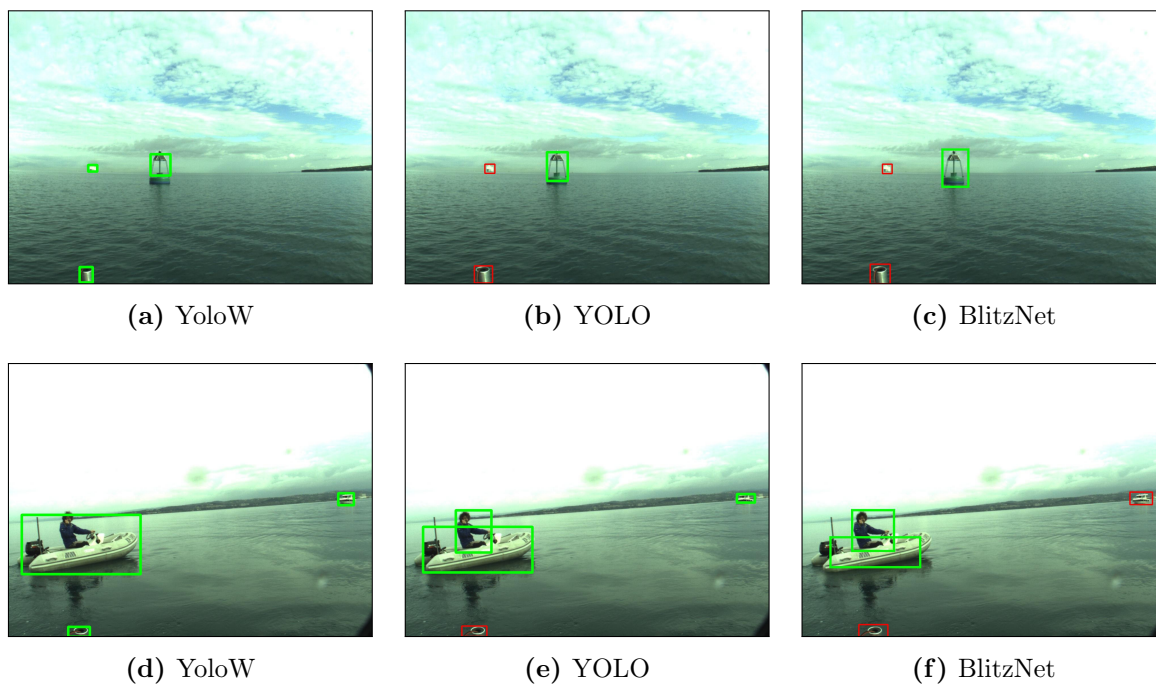 (a) YoloW
(b) YOLO
(c) BlitzNet
(d) YoloW
(e) YOLO
(f) BlitzNet